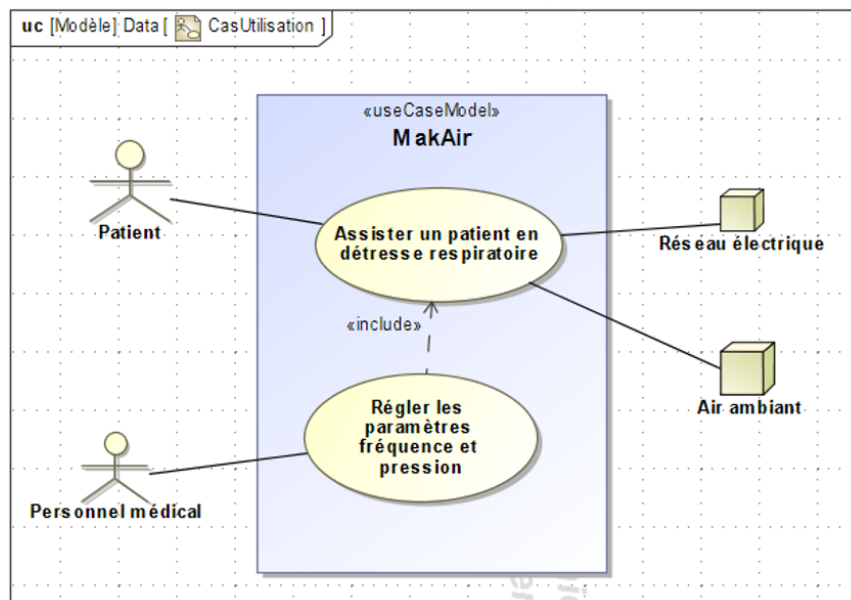 uc [Modèle] Data [ CasUtilisation ]
«useCaseModel»
MakAir
Patient
Assister un patient en
détresse respiratoire
Réseau électrique
«include»
Air ambiant
Régler les
paramètres
fréquence et
pression
Personnel médical